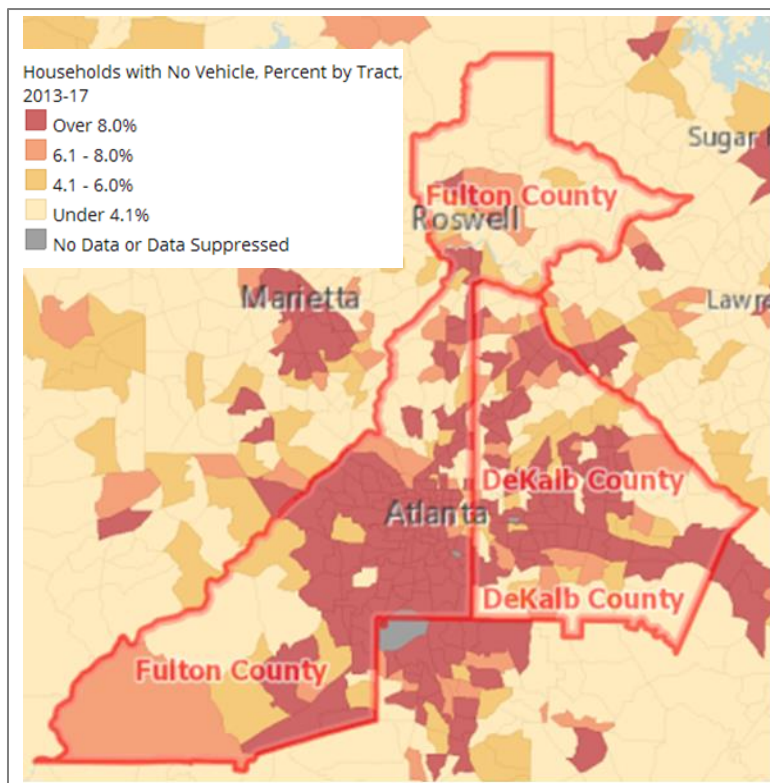 Households with No Vehicle, Percent by Tract,
2013-17
Over 8.0%
6.1 - 8.0%
4.1 - 6.0%
Under 4.1%
No Data or Data Suppressed
Sugar
Fulton County
Roswell
Marietta
Lawre
DeKalb County
Atlanta
DeKalb County
Fulton County